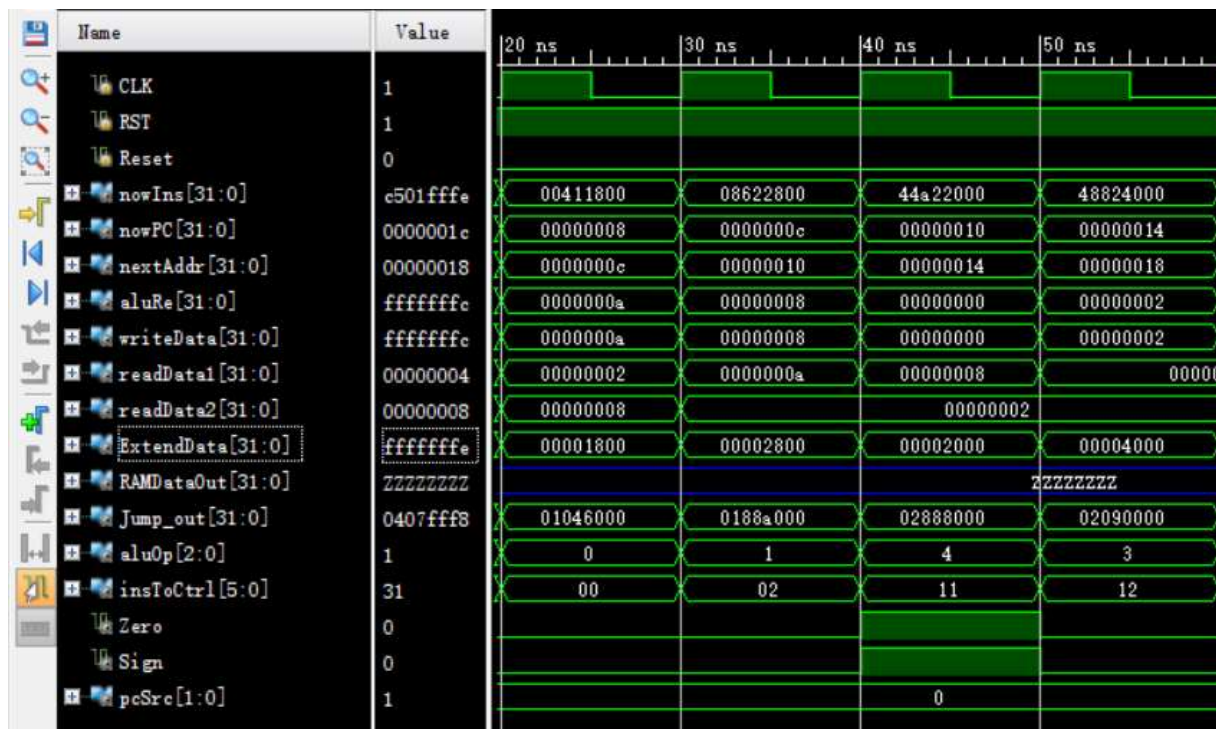 Name Value 20 ns 30 ns 40 ns 50 ns
CLK 1
RST 1
Reset 0
nowIns[31:0] c501fffe 00411800 08622800 44a22000 48824000
nowPC[31:0] 0000001c 00000008 0000000c 00000010 00000014
nextAddr[31:0] 00000018 0000000c 00000010 00000014 00000018
aluRe[31:0] fffffffc 0000000a 00000008 00000000 00000002
writeData[31:0] fffffffc 0000000a 00000008 00000000 00000002
readData1[31:0] 00000004 00000002 0000000a 00000008 00000
readData2[31:0] 00000008 00000008 00000002
ExtendData[31:0] fffffffe 00001800 00002800 00002000 00004000
RAMDataOut[31:0] ZZZZZZZZ ZZZZZZZZ
Jump_out[31:0] 0407fff8 01046000 0188a000 02888000 02090000
aluOp[2:0] 1 0 1 4 3
insToCtrl[5:0] 31 00 02 11 12
Zero 0
Sign 0
pcSrc[1:0] 1 0